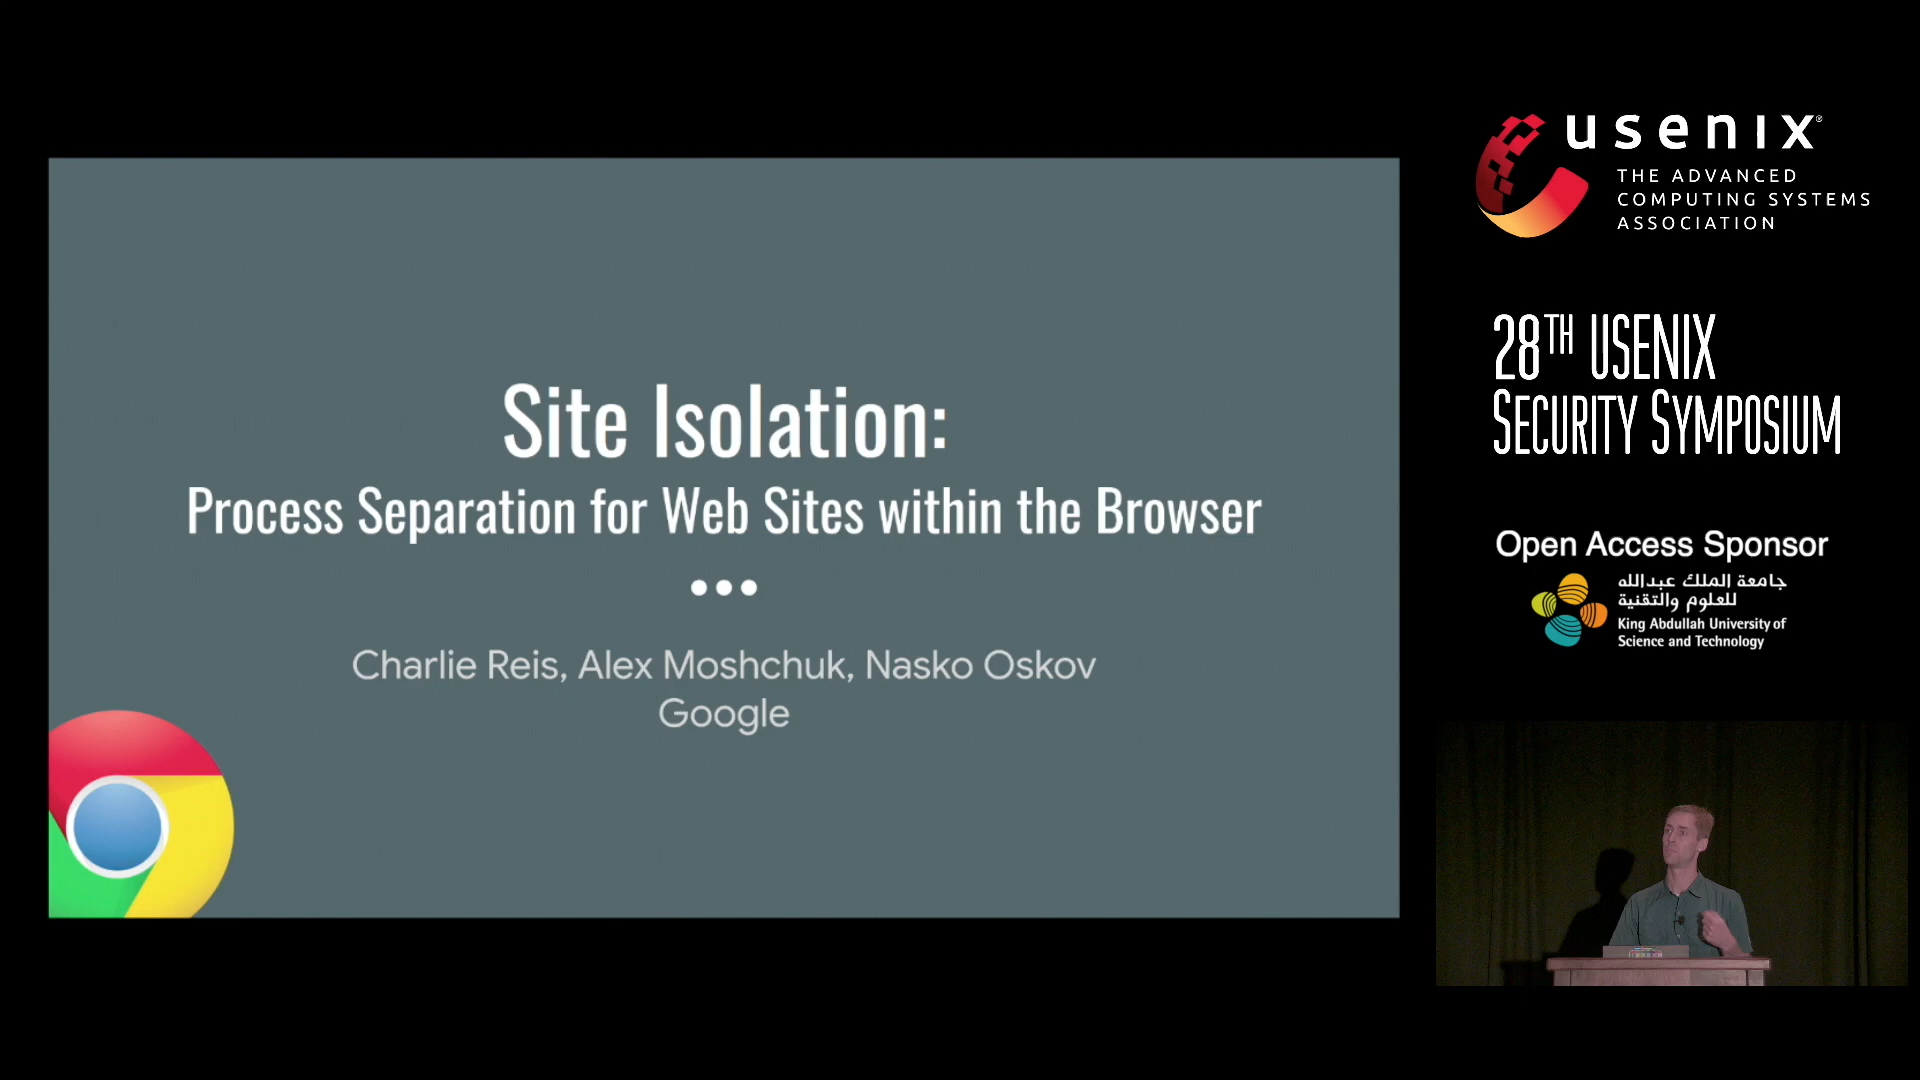 Site Isolation:
Process Separation for Web Sites within the Browser
Charlie Reis, Alex Moshchuk, Nasko Oskov
Google
usenix®
THE ADVANCED
COMPUTING SYSTEMS
ASSOCIATION
28TH USENIX
SECURITY SYMPOSIUM
Open Access Sponsor
جامعة الملك عبدالله
للعلوم والتقنية
King Abdullah University of
Science and Technology